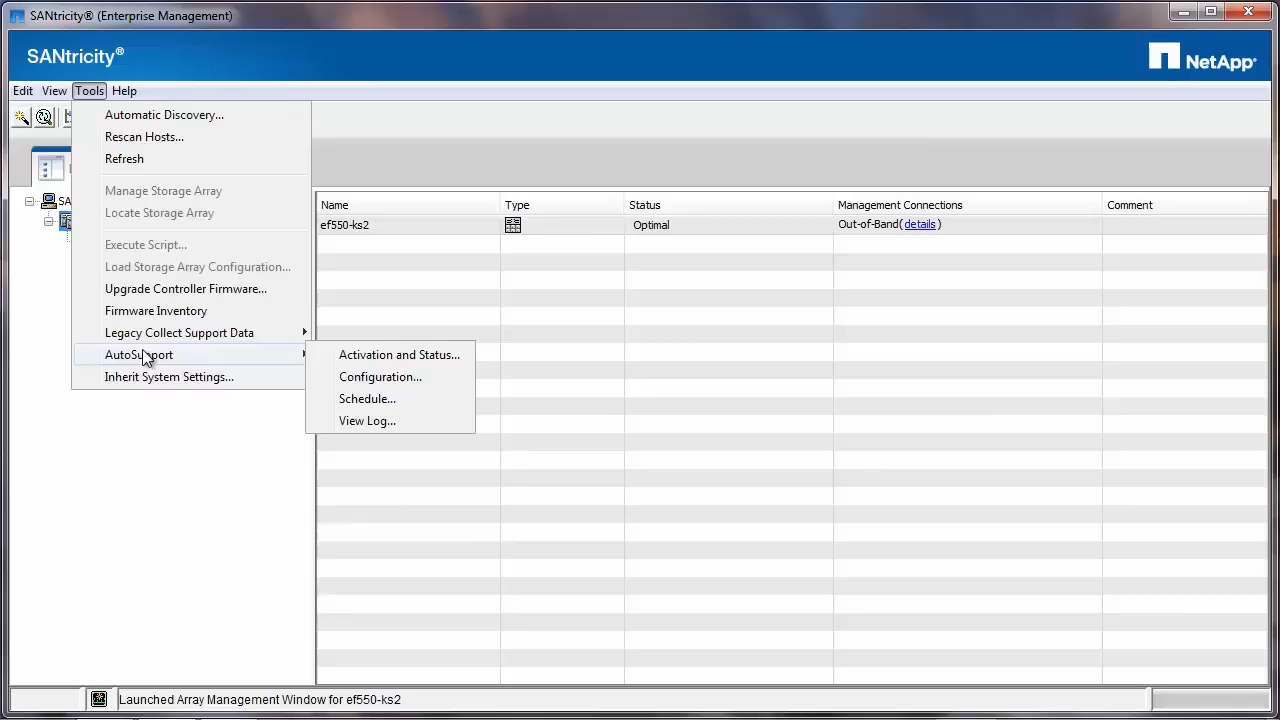 SANtricity® (Enterprise Management)
SANtricity®
NetApp®
Edit View Tools Help
Automatic Discovery...
Rescan Hosts...
Refresh
Manage Storage Array
Locate Storage Array
Execute Script...
Load Storage Array Configuration...
Upgrade Controller Firmware...
Firmware Inventory
Legacy Collect Support Data
AutoSupport
Inherit System Settings...
Activation and Status...
Configuration...
Schedule...
View Log...
SA
Name Type Status Management Connections Comment
ef550-ks2 Optimal Out-of-Band(details)
Launched Array Management Window for ef550-ks2